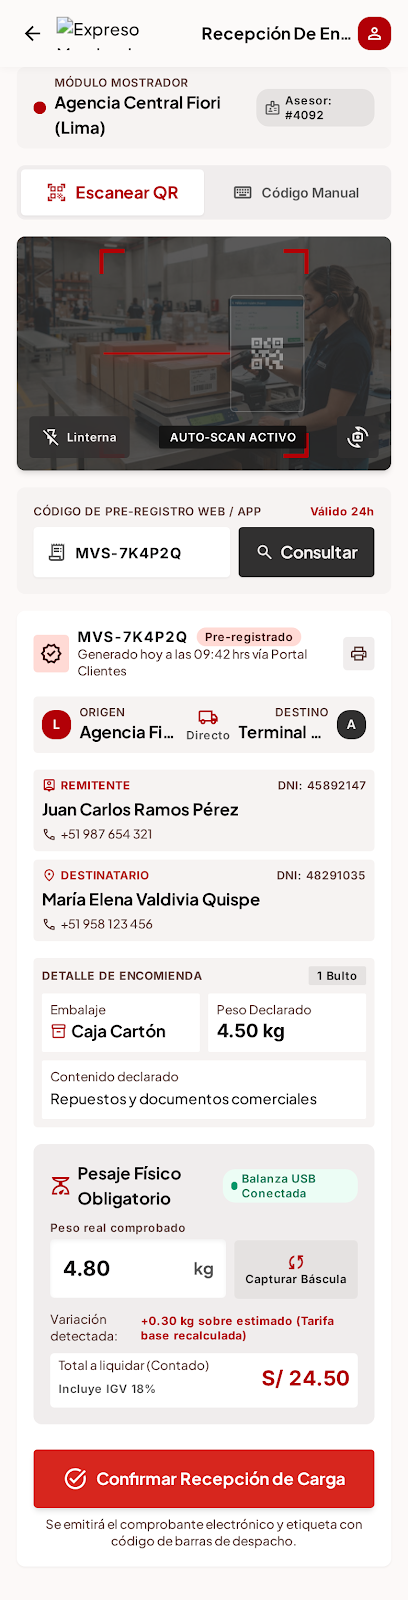 Expreso
Recepción De En...
MÓDULO MOSTRADOR
Agencia Central Fiori
(Lima)
Asesor:
#4092
Escanear QR
Código Manual
Linterna
AUTO-SCAN ACTIVO
CÓDIGO DE PRE-REGISTRO WEB / APP
Válido 24h
MVS-7K4P2Q
Consultar
MVS-7K4P2Q
Pre-registrado
Generado hoy a las 09:42 hrs vía Portal
Clientes
ORIGEN
DESTINO
L
Agencia Fi...
Directo
Terminal ...
A
REMITENTE
DNI: 45892147
Juan Carlos Ramos Pérez
+51 987 654 321
DESTINATARIO
DNI: 48291035
María Elena Valdivia Quispe
+51 958 123 456
DETALLE DE ENCOMIENDA
1 Bulto
Embalaje
Caja Cartón
Peso Declarado
4.50 kg
Contenido declarado
Repuestos y documentos comerciales
Pesaje Físico
Obligatorio
Balanza USB
Conectada
Peso real comprobado
4.80
kg
Capturar Báscula
Variación
detectada:
+0.30 kg sobre estimado (Tarifa
base recalculada)
Total a liquidar (Contado)
Incluye IGV 18%
S/ 24.50
Confirmar Recepción de Carga
Se emitirá el comprobante electrónico y etiqueta con
código de barras de despacho.